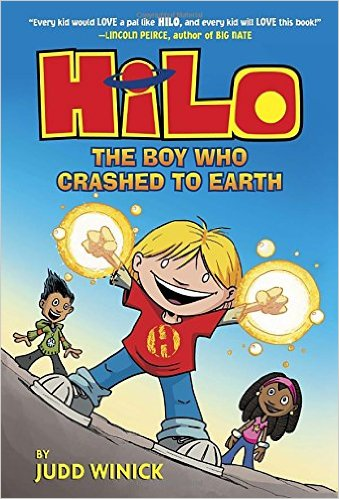 "Every kid would LOVE a pal like HILO, and every kid will LOVE this book!"
—LINCOLN PEIRCE, author of BIG NATE
HiLO
THE BOY WHO
CRASHED TO EARTH
H
BY
JUDD WINICK